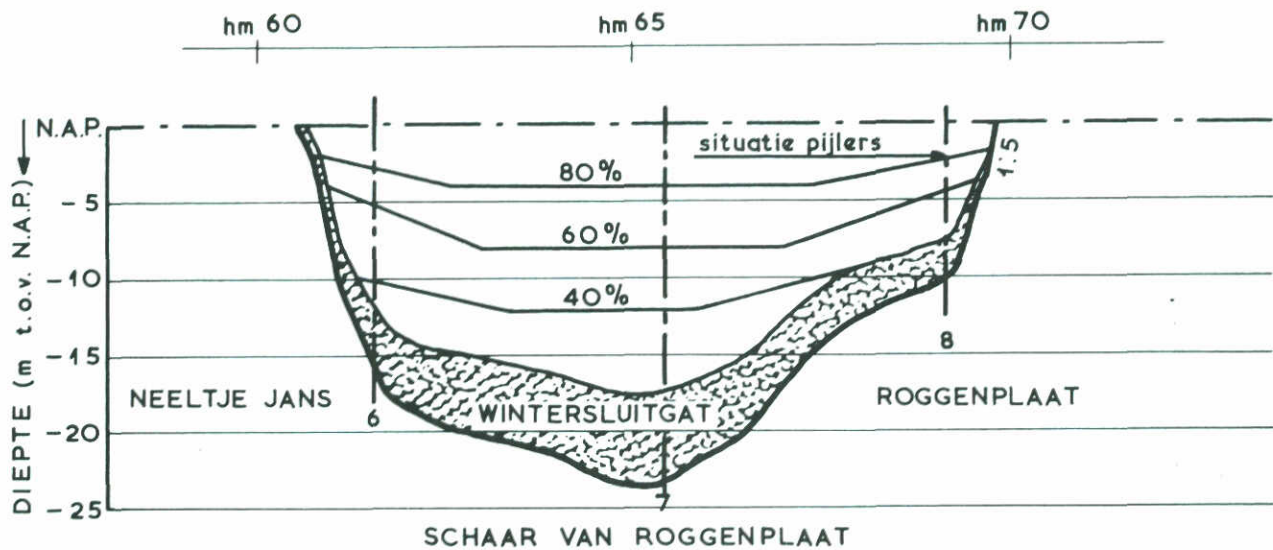 hm 60 hm 65 hm 70
N.A.P.
situatie pijlers
80%
1:5
-5
60%
-10
40%
-15
8
NEELTJE JANS 6 WINTERSLUITGAT ROGGENPLAAT
-20
-25
7
DIEPTE (m t.o.v. N.A.P.)
SCHAAR VAN ROGGENPLAAT